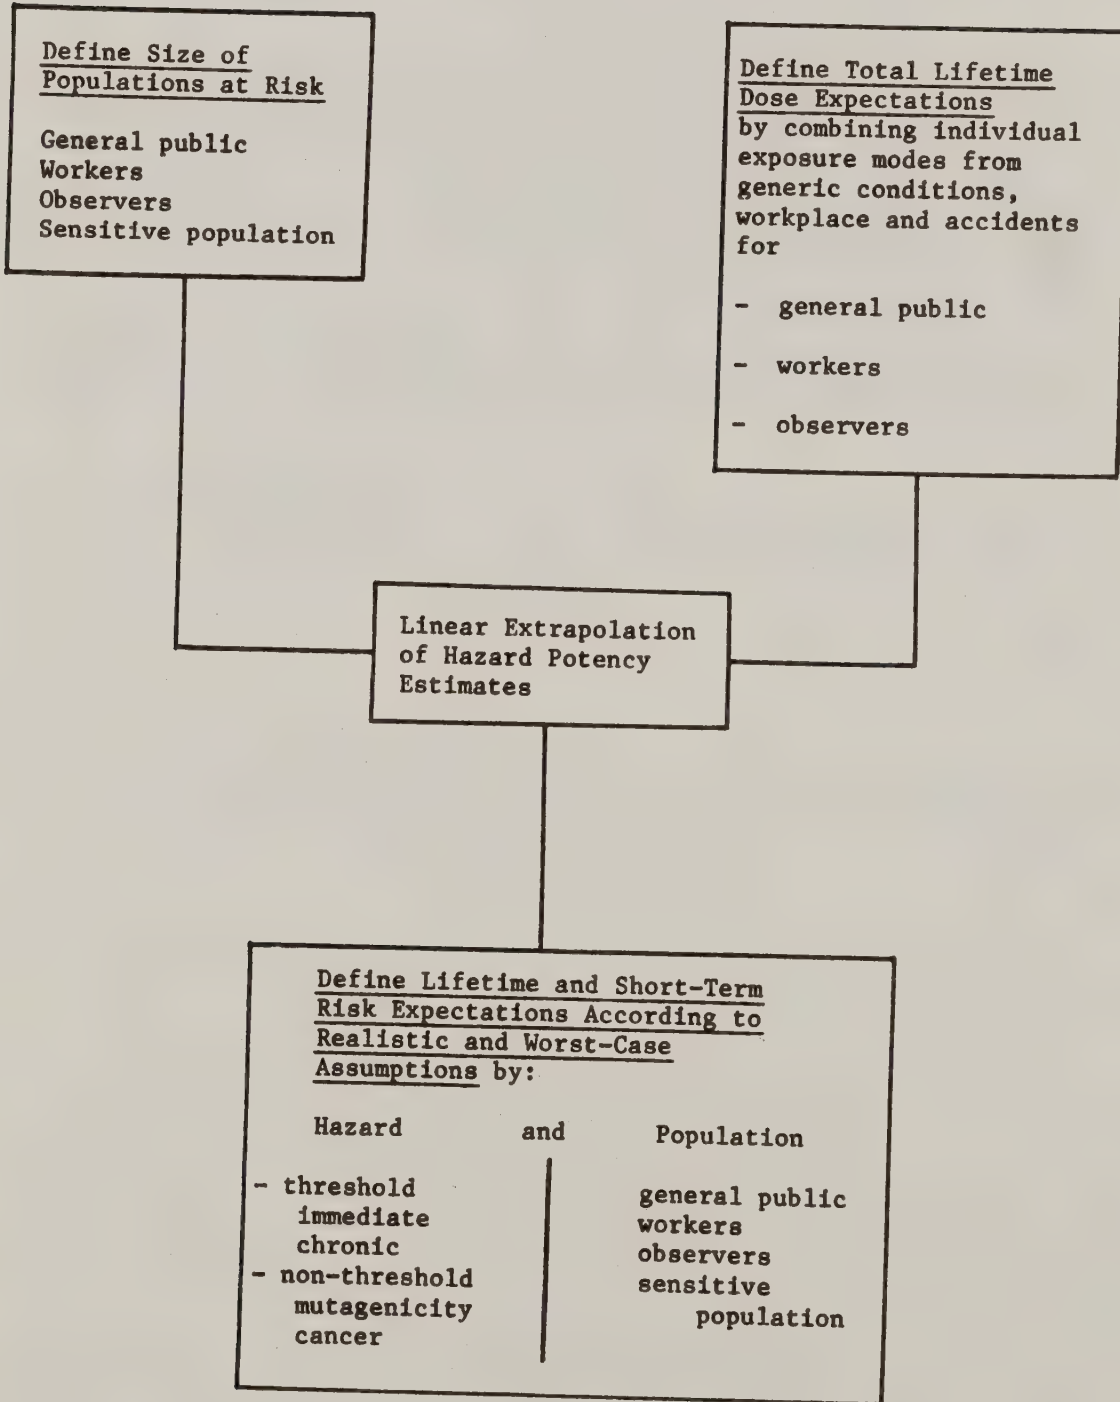 Define Size of
Populations at Risk
General public
Workers
Observers
Sensitive population
Define Total Lifetime
Dose Expectations
by combining individual
exposure modes from
generic conditions,
workplace and accidents
for
- general public
- workers
- observers
Linear Extrapolation
of Hazard Potency
Estimates
Define Lifetime and Short-Term
Risk Expectations According to
Realistic and Worst-Case
Assumptions by:
Hazard and Population
- threshold
immediate
chronic
- non-threshold
mutagenicity
cancer
general public
workers
observers
sensitive
population